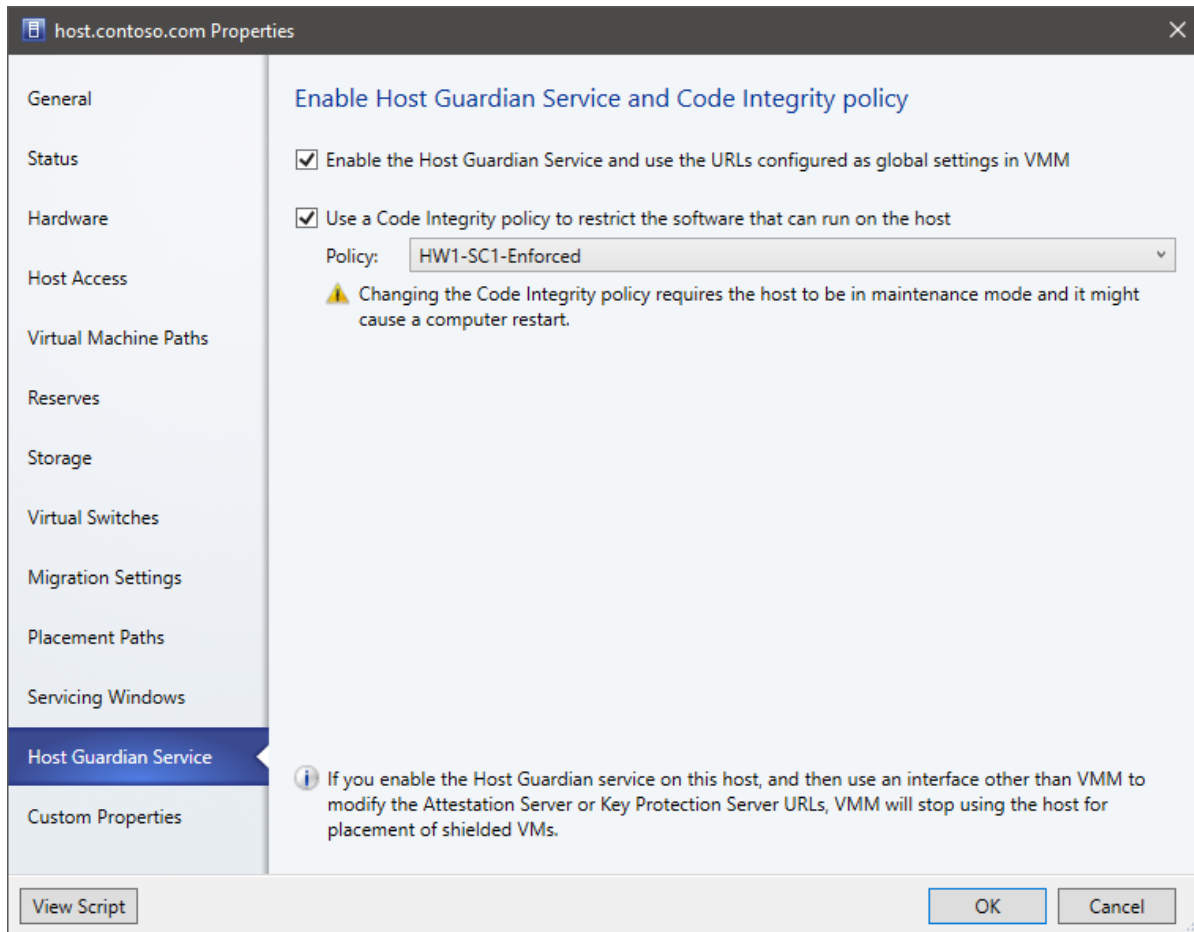 host.contoso.com Properties
General
Status
Hardware
Host Access
Virtual Machine Paths
Reserves
Storage
Virtual Switches
Migration Settings
Placement Paths
Servicing Windows
Host Guardian Service
Custom Properties
Enable Host Guardian Service and Code Integrity policy
Enable the Host Guardian Service and use the URLs configured as global settings in VMM
Use a Code Integrity policy to restrict the software that can run on the host
Policy: HW1-SC1-Enforced
Changing the Code Integrity policy requires the host to be in maintenance mode and it might
cause a computer restart.
If you enable the Host Guardian service on this host, and then use an interface other than VMM to
modify the Attestation Server or Key Protection Server URLs, VMM will stop using the host for
placement of shielded VMs.
View Script
OK
Cancel